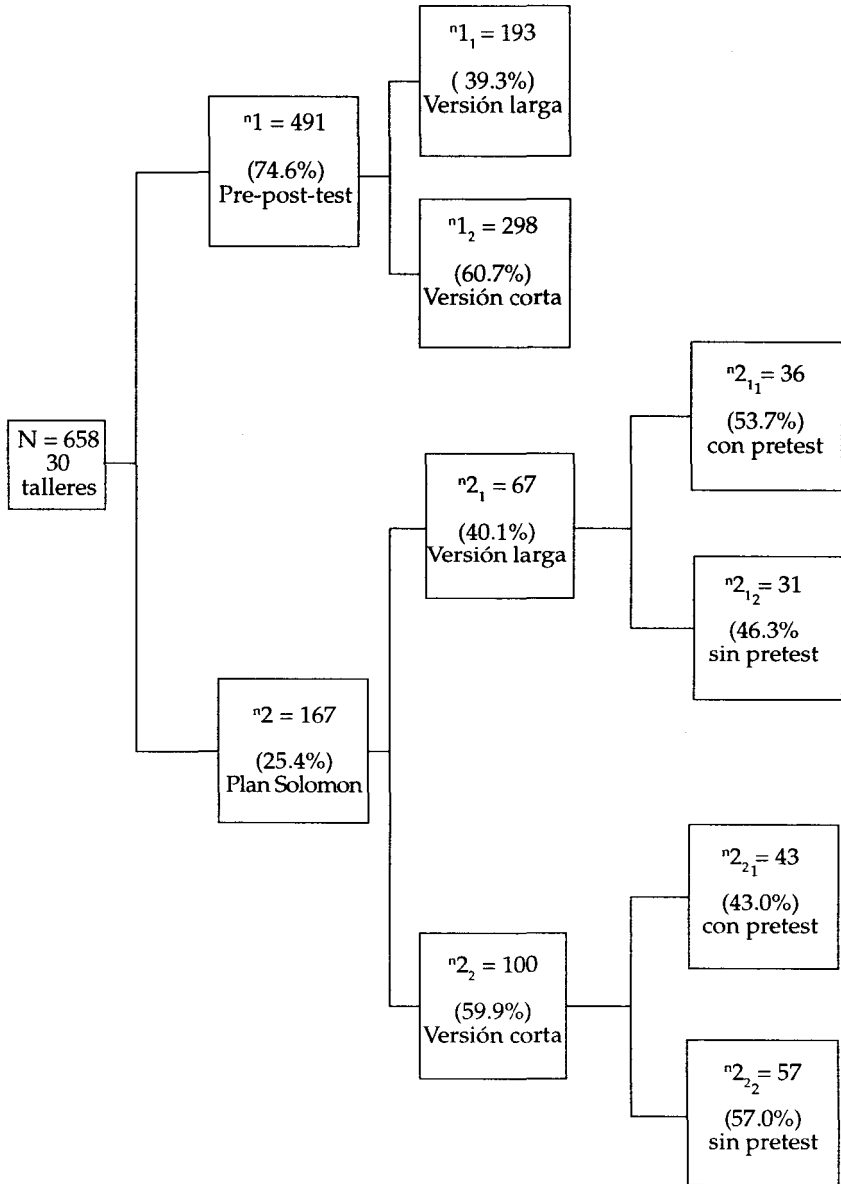 ⁿ1₁ = 193
( 39.3%)
Versión larga
ⁿ1 = 491
(74.6%)
Pre-post-test
ⁿ1₂ = 298
(60.7%)
Versión corta
N = 658
30
talleres
ⁿ2₁₁ = 36
(53.7%)
con pretest
ⁿ2₁ = 67
(40.1%)
Versión larga
ⁿ2₁₂ = 31
(46.3%
sin pretest
ⁿ2 = 167
(25.4%)
Plan Solomon
ⁿ2₂₁ = 43
(43.0%)
con pretest
ⁿ2₂ = 100
(59.9%)
Versión corta
ⁿ2₂₂ = 57
(57.0%)
sin pretest